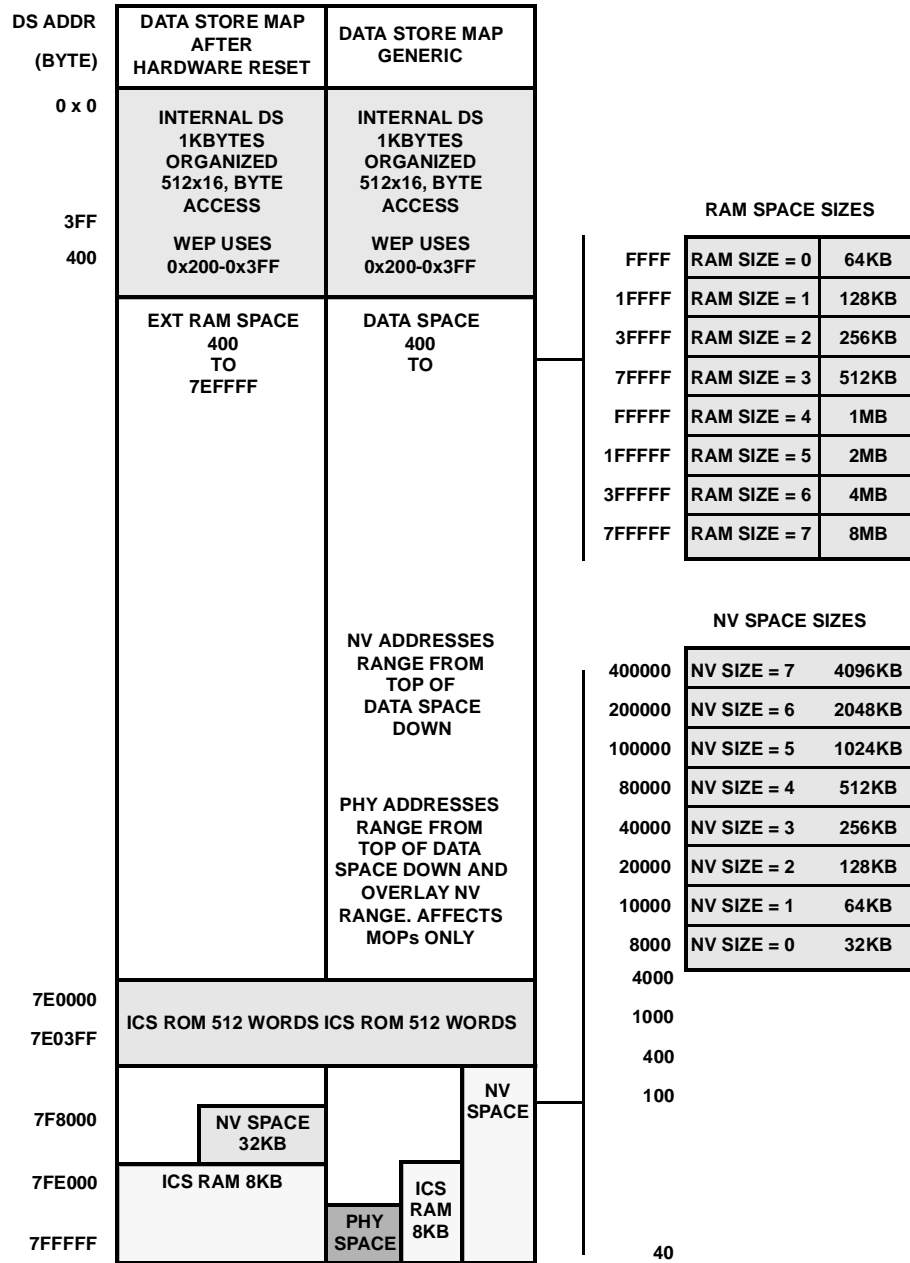 DS ADDR
(BYTE)
DATA STORE MAP
AFTER
HARDWARE RESET
DATA STORE MAP
GENERIC
0 x 0
3FF
400
INTERNAL DS
1KBYTES
ORGANIZED
512x16, BYTE
ACCESS
WEP USES
0x200-0x3FF
INTERNAL DS
1KBYTES
ORGANIZED
512x16, BYTE
ACCESS
WEP USES
0x200-0x3FF
EXT RAM SPACE
400
TO
7EFFFF
DATA SPACE
400
TO
RAM SPACE SIZES
FFFF RAM SIZE = 0 64KB
1FFFF RAM SIZE = 1 128KB
3FFFF RAM SIZE = 2 256KB
7FFFF RAM SIZE = 3 512KB
FFFFF RAM SIZE = 4 1MB
1FFFFF RAM SIZE = 5 2MB
3FFFFF RAM SIZE = 6 4MB
7FFFFF RAM SIZE = 7 8MB
NV ADDRESSES
RANGE FROM
TOP OF
DATA SPACE
DOWN
PHY ADDRESSES
RANGE FROM
TOP OF DATA
SPACE DOWN AND
OVERLAY NV
RANGE. AFFECTS
MOPs ONLY
NV SPACE SIZES
400000 NV SIZE = 7 4096KB
200000 NV SIZE = 6 2048KB
100000 NV SIZE = 5 1024KB
80000 NV SIZE = 4 512KB
40000 NV SIZE = 3 256KB
20000 NV SIZE = 2 128KB
10000 NV SIZE = 1 64KB
8000 NV SIZE = 0 32KB
4000
1000
400
100
40
7E0000
7E03FF
ICS ROM 512 WORDS ICS ROM 512 WORDS
7F8000
7FE000
7FFFFF
NV SPACE
32KB
ICS RAM 8KB
PHY
SPACE
ICS
RAM
8KB
NV
SPACE